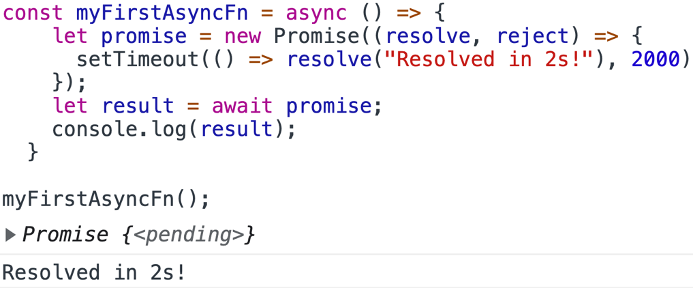 const myFirstAsyncFn = async () => {
    let promise = new Promise((resolve, reject) => {
      setTimeout(() => resolve("Resolved in 2s!"), 2000)
    });
    let result = await promise;
    console.log(result);
  }

myFirstAsyncFn();
▶ Promise {<pending>}
Resolved in 2s!